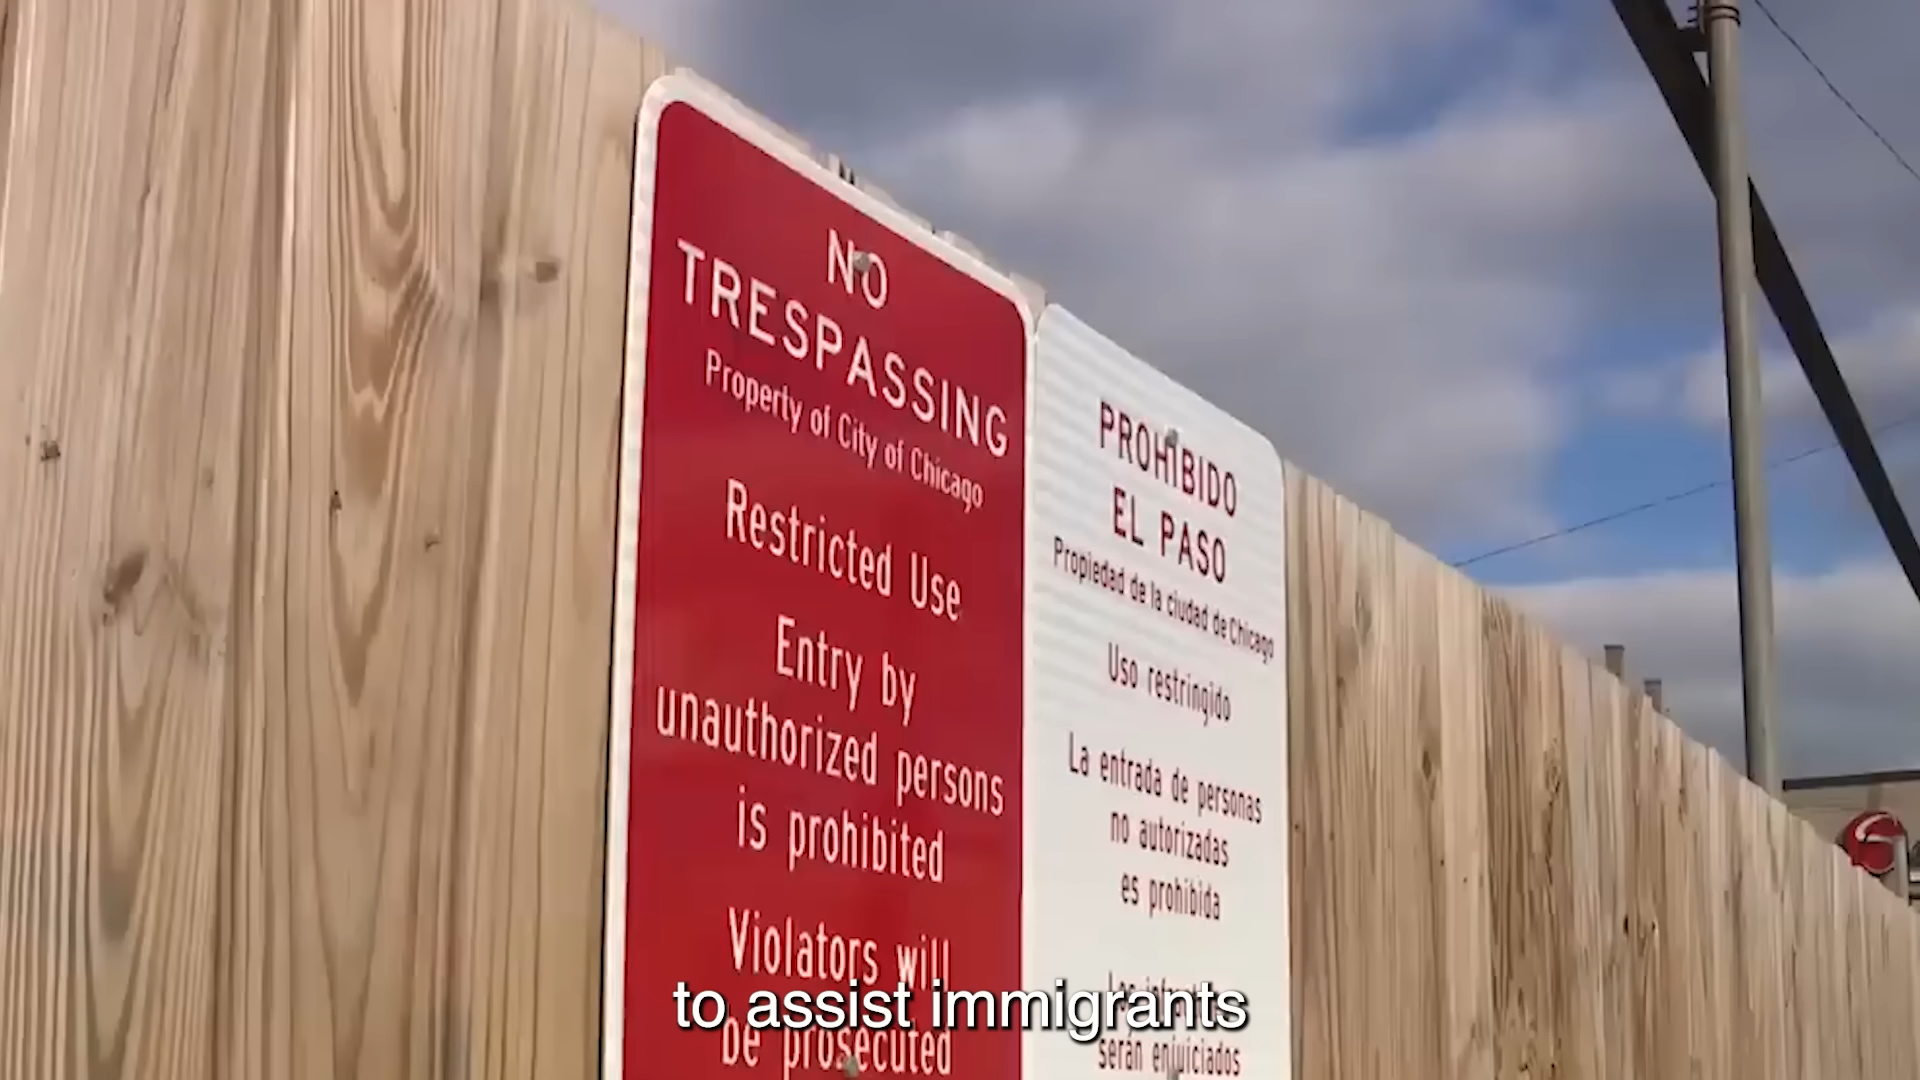 NO
TRESPASSING
Property of City of Chicago
Restricted Use
Entry by
unauthorized persons
is prohibited
Violators will
be prosecuted
PROHIBIDO
EL PASO
Propiedad de la ciudad de Chicago
Uso restringido
La entrada de personas
no autorizadas
es prohibida
serán enjuiciados
to assist immigrants